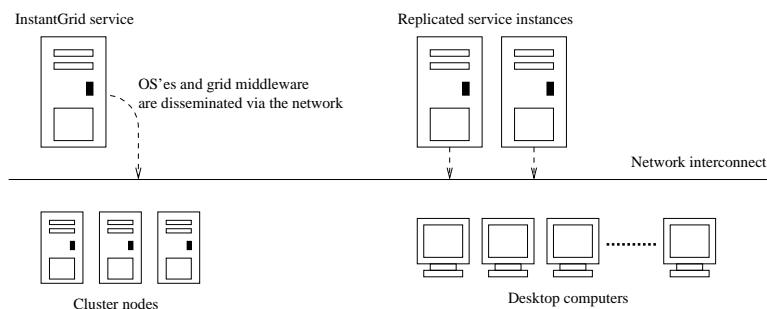 InstantGrid service
Replicated service instances
OS'es and grid middleware
are disseminated via the network
Network interconnect
Cluster nodes
Desktop computers